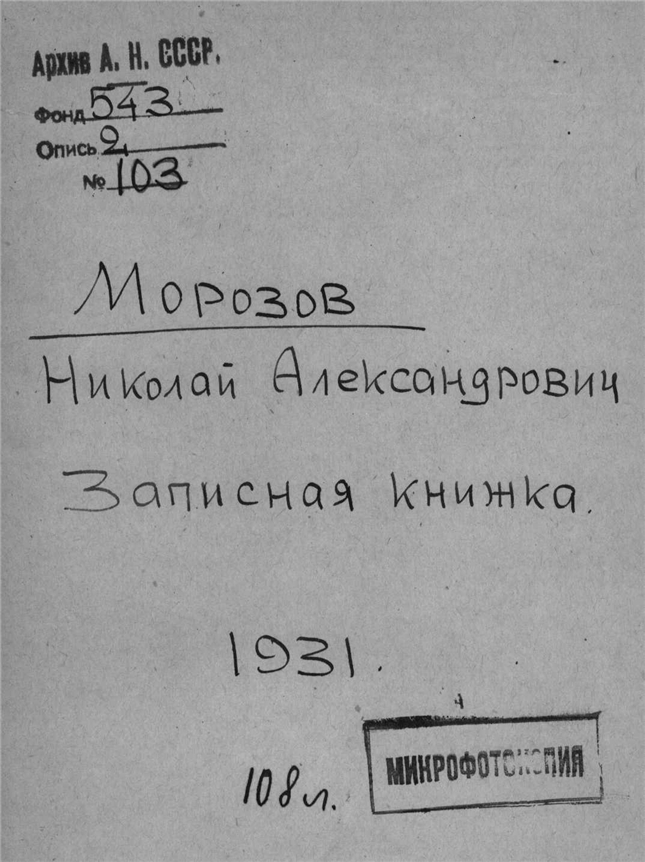 Архив А. Н. СССР.
Фонд 543
Опись 2
№ 103
Морозов
Николай Александрович
Записная книжка.
1931.
108 л.
МИКРОФОТОКОПИЯ